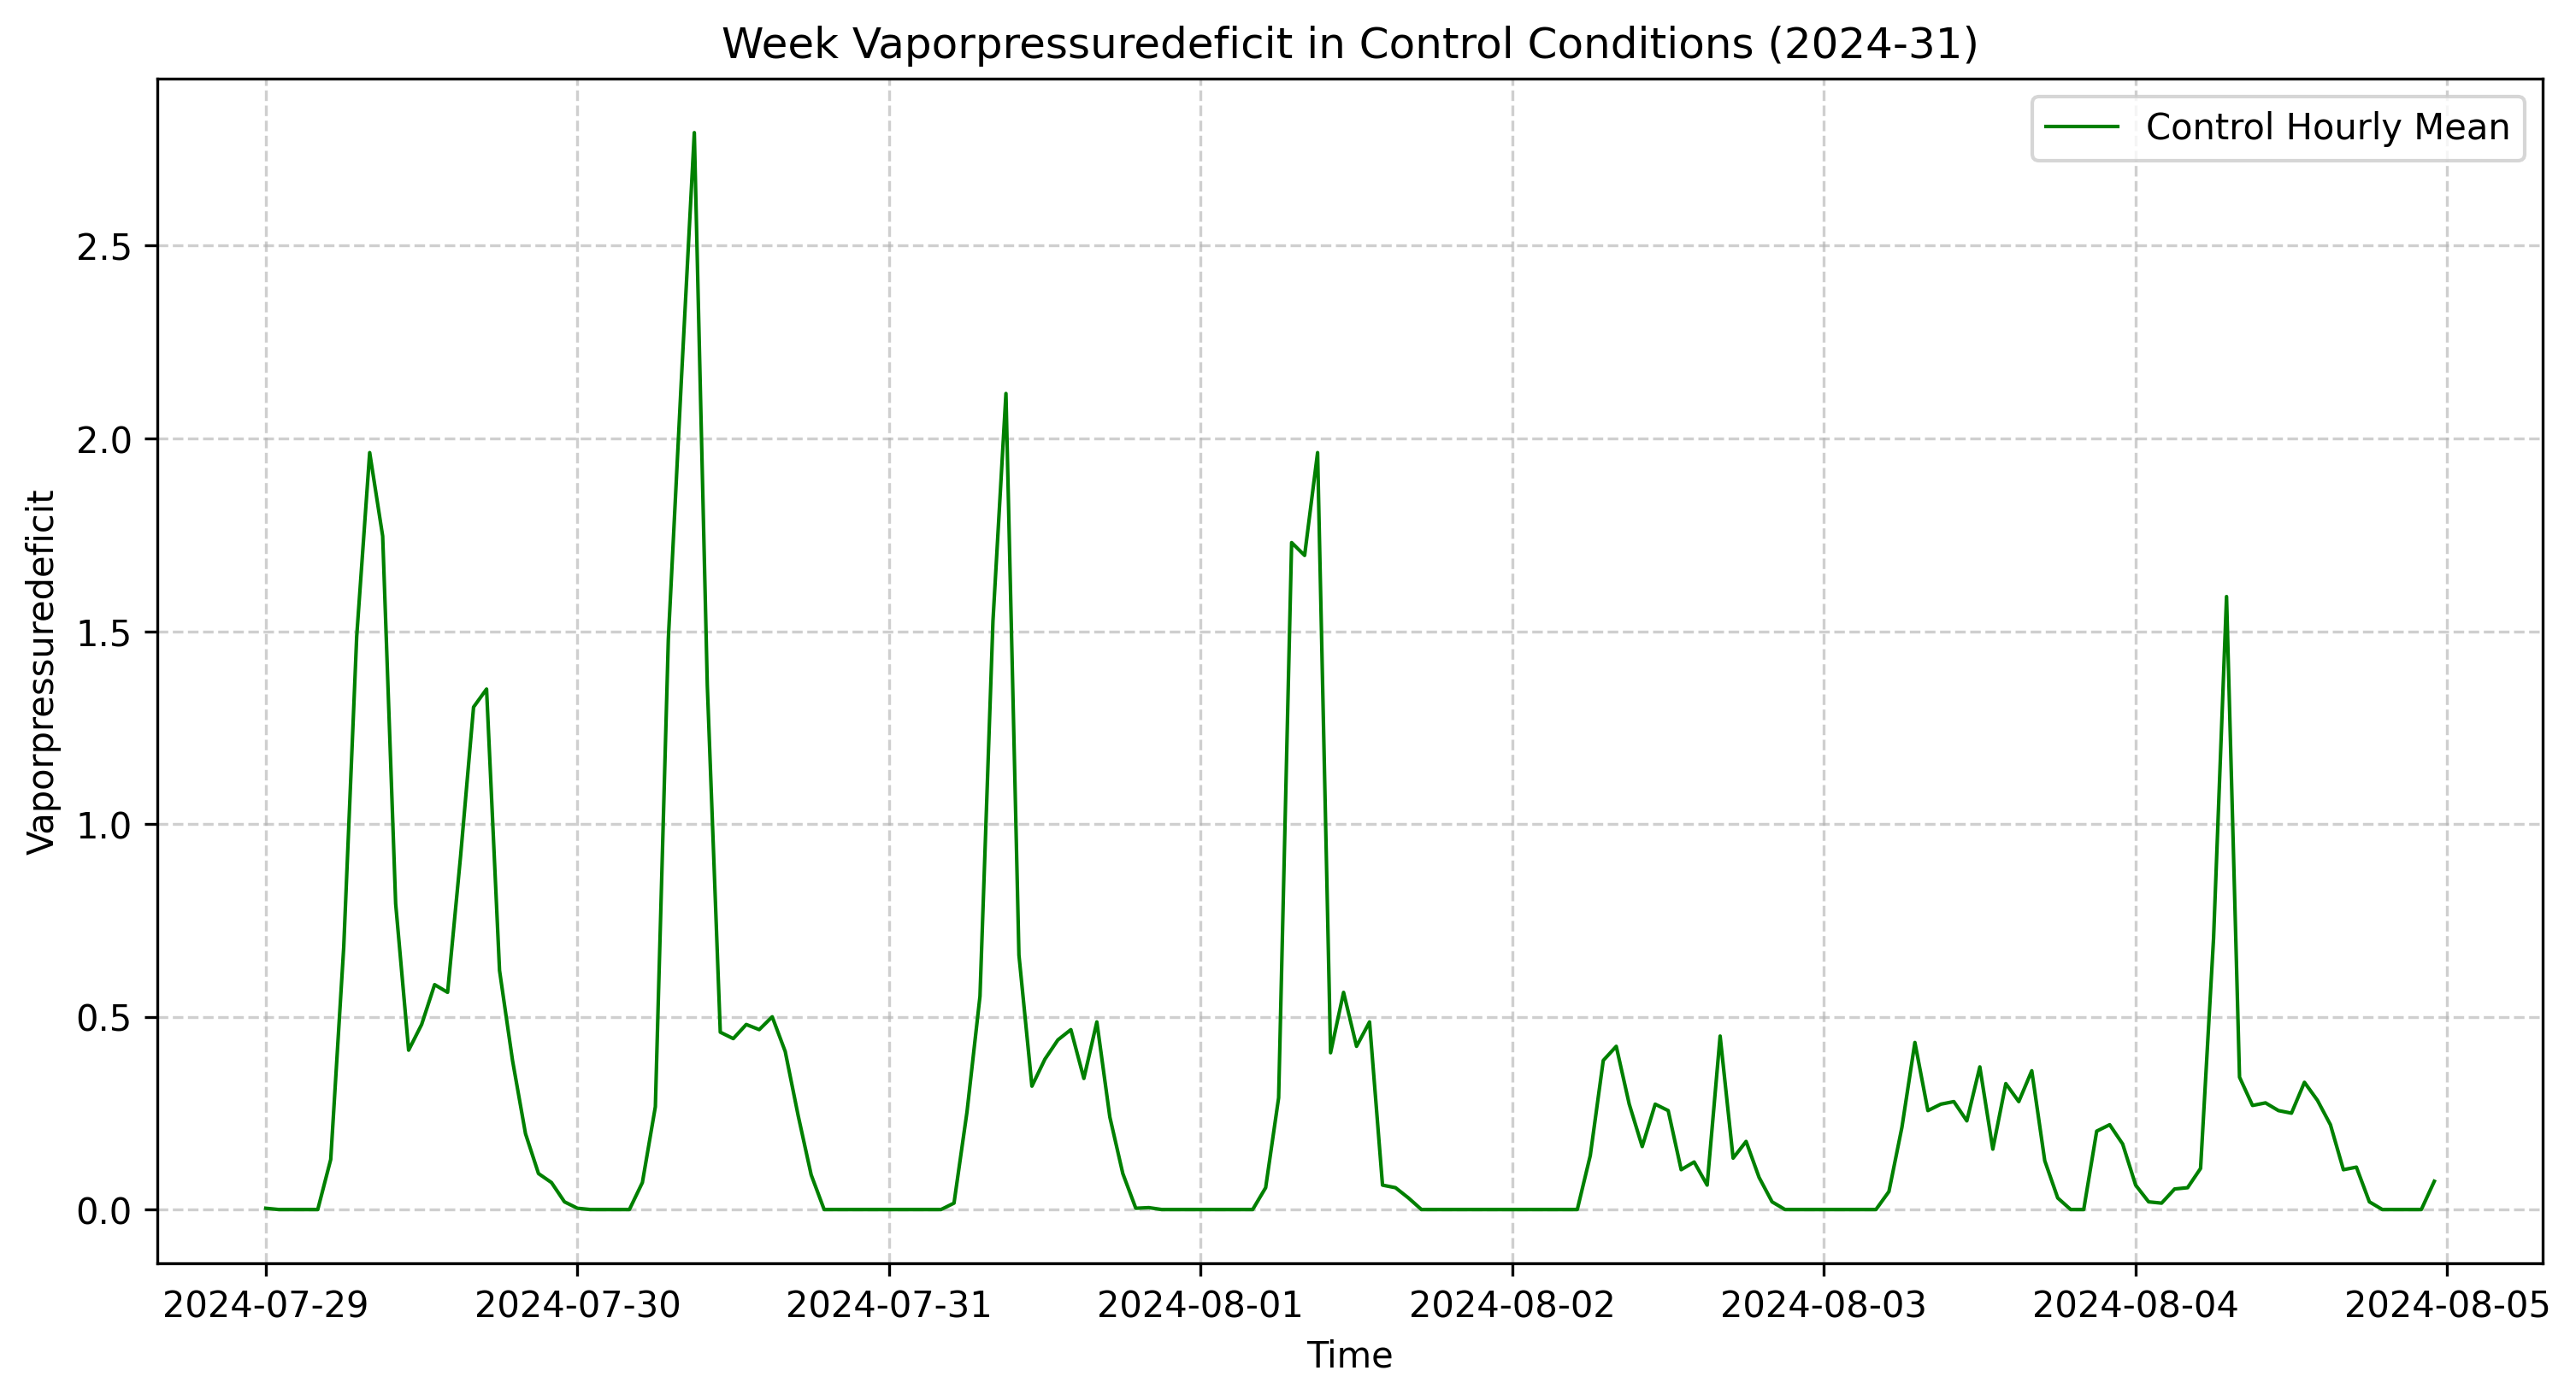 Week Vaporpressuredeficit in Control Conditions (2024-31)
Control Hourly Mean
Vaporpressuredeficit
2.5
2.0
1.5
1.0
0.5
0.0
2024-07-29 2024-07-30 2024-07-31 2024-08-01 2024-08-02 2024-08-03 2024-08-04 2024-08-05
Time